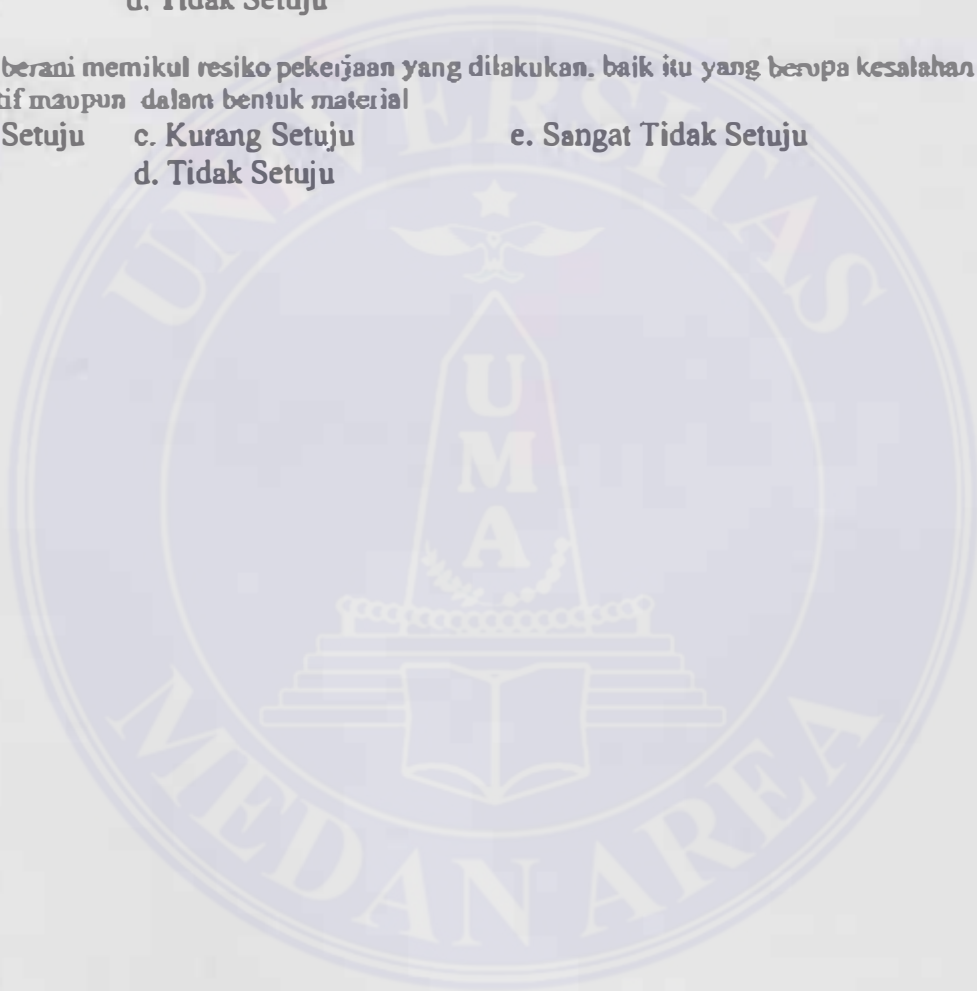 d. Tidak Setuju
berani memikul resiko pekerjaan yang dilakukan. baik itu yang berupa kesalahan
tif maupun dalam bentuk material
Setuju c. Kurang Setuju e. Sangat Tidak Setuju
d. Tidak Setuju
UNIVERSITAS
UMA
MEDAN AREA